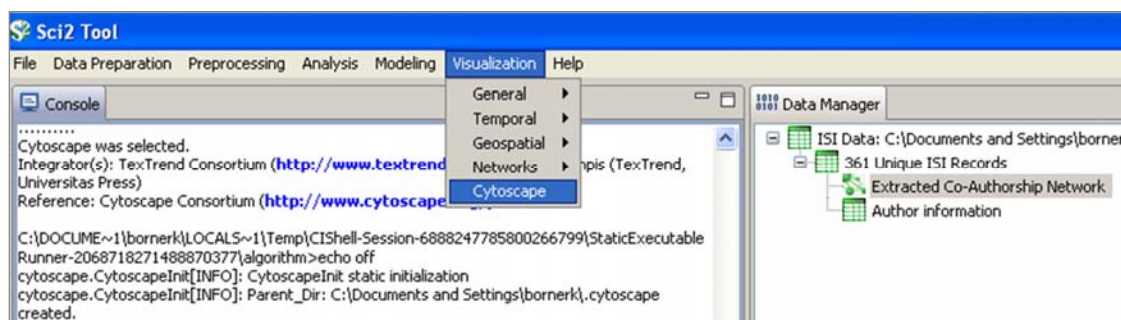 Sci2 Tool
File Data Preparation Preprocessing Analysis Modeling Visualization Help
General
Temporal
Geospatial
Networks
Cytoscape
Console
..........
Cytoscape was selected.
Integrator(s): TexTrend Consortium (http://www.textrend mpis (TexTrend,
Universitas Press)
Reference: Cytoscape Consortium (http://www.cytoscape
C:\DOCUME~1\bornerk\LOCALS~1\Temp\CIShell-Session-6888247785800266799\StaticExecutable
Runner-2068718271488870377\algorithm>echo off
cytoscape.CytoscapeInit[INFO]: CytoscapeInit static initialization
cytoscape.CytoscapeInit[INFO]: Parent_Dir: C:\Documents and Settings\bornerk\.cytoscape
created.
Data Manager
ISI Data: C:\Documents and Settings\borner
361 Unique ISI Records
Extracted Co-Authorship Network
Author information